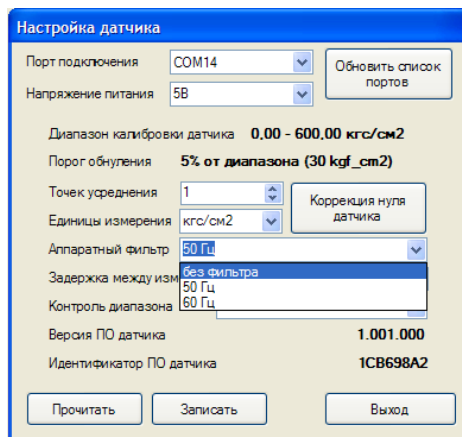 Настройка датчика
Порт подключения COM14
Обновить список портов
Напряжение питания 5В
Диапазон калибровки датчика 0,00 - 600,00 кгс/см2
Порог обнуления 5% от диапазона (30 kgf_cm2)
Точек усреднения 1
Коррекция нуля датчика
Единицы измерения кгс/см2
Аппаратный фильтр 50 Гц
без фильтра
Задержка между изм
50 Гц
60 Гц
Контроль диапазона
Версия ПО датчика 1.001.000
Идентификатор ПО датчика 1CB698A2
Прочитать Записать Выход